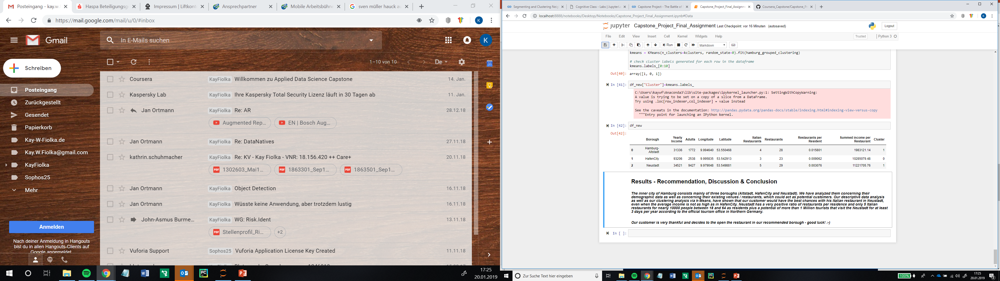 Posteingang - kay.w.
Haspa Beteiligungsg
Impressum | Liftkont
Ansprechpartner
Mobile Arbeitsbühne
sven müller hauck au
https://mail.google.com/mail/u/0/#inbox
K
Gmail
In E-Mails suchen
K
Schreiben
1–10 von 10
De
31
Posteingang
Zurückgestellt
Gesendet
Papierkorb
Kay-W-Fiolka.de
Kay.W.Fiolka@gmail.com
KayFiolka
Sophos25
Mehr
Anmelden
Nach deiner Anmeldung in Hangouts
bist du in allen Hangouts-Clients auf
Google angemeldet
Coursera KayFiolka Willkommen zu Applied Data Science Capstone 14. Jan.
Kaspersky Lab KayFiolka Ihre Kaspersky Total Security Lizenz läuft in 30 Tagen ab 11. Jan.
Jan Ortmann KayFiolka Re: AR 28.12.18
Augmented Rep... EN | Bosch Aug...
Jan Ortmann KayFiolka Re: DataNatives 27.11.18
kathrin.schuhmacher KayFiolka Re: KV - Kay Fiolka - VNR: 18.156.420 ++ Care+ 20.11.18
PDF 1302603_Mai1... PDF 1863301_Sep1... PDF 1863501_Sep1...
Jan Ortmann KayFiolka Object Detection 16.11.18
Jan Ortmann KayFiolka Wüsste keine Anwendung, aber trotzdem lustig 16.11.18
John-Asmus Burme... KayFiolka WG: Risk.Ident 13.11.18
PDF Stellenprofil_Ri... +2
Vuforia Support Sophos25 Vuforia Application License Key Created 11.11.18
17:25
20.01.2019
Segmenting and Clustering Neig
Cognitive Class - Labs | JupyterLa
Capstone Project - The Battle of
Capstone_Project_Final_Assignm
Coursera_Capstone/Capstone_Pr
localhost:8888/notebooks/Desktop/Notebooks/Capstone_Project_Final_Assignment.ipynb#Data
K
jupyter Capstone_Project_Final_Assignment Last Checkpoint: vor 16 Minuten (autosaved)
Logout
File Edit View Insert Cell Kernel Widgets Help
Trusted Python 3
Run Markdown
kmeans = KMeans(n_clusters=kclusters, random_state=0).fit(hamburg_grouped_clustering)
# check cluster labels generated for each row in the dataframe
kmeans.labels_[0:10]
Out[40]: array([1, 0, 1])
In [41]: df_new["Cluster"]=kmeans.labels_
C:\Users\kaywf\Anaconda3\lib\site-packages\ipykernel_launcher.py:1: SettingWithCopyWarning:
A value is trying to be set on a copy of a slice from a DataFrame.
Try using .loc[row_indexer,col_indexer] = value instead
See the caveats in the documentation: http://pandas.pydata.org/pandas-docs/stable/indexing.html#indexing-view-versus-copy
"""Entry point for launching an IPython kernel.
In [42]: df_new
Out[42]:
Borough Yearly Income Adults Longitude Latitude Italian Restaurants Restaurants Restaurants per Resident Summed income per Restaurant Cluster
0 Hamburg-Altstadt 31336 1772 9.994640 53.550468 4 28 0.015801 1983121.14 1
1 HafenCity 93206 2538 9.995835 53.542913 3 23 0.009062 10285079.48 0
2 Neustadt 34521 9427 9.979048 53.549881 5 29 0.003076 11221705.76 1
Results - Recommendation, Discussion & Conclusion
The inner city of Hamburg consists mainly of three boroughs (Altstadt, HafenCity and Neustadt). We have analyzed them concerning their
demographic data as well as concerning their existing venues / restaurants, which could act as potential customers. Our descriptive data analysis
as well as our clustering analysis via k-Means, have shown that our customer would have the best chances with his Italian restaurant in Neustadt,
even when the average income is not as high as in HafenCity. Neustadt has a very positive ratio of restaurants per residence and only 5 Italian
restaurants for nearly 10000 people between 18 and 64 as residents plus a potential of more than 1 Million tourists that visit the Neustadt for at least
3 days per year according to the official tourism office in Northern Germany.
Our customer is very thankful and decides to the open the restaurant in our recommended borough - good luck! :-)
In [ ]:
Zur Suche Text hier eingeben
100%
17:25
20.01.2019